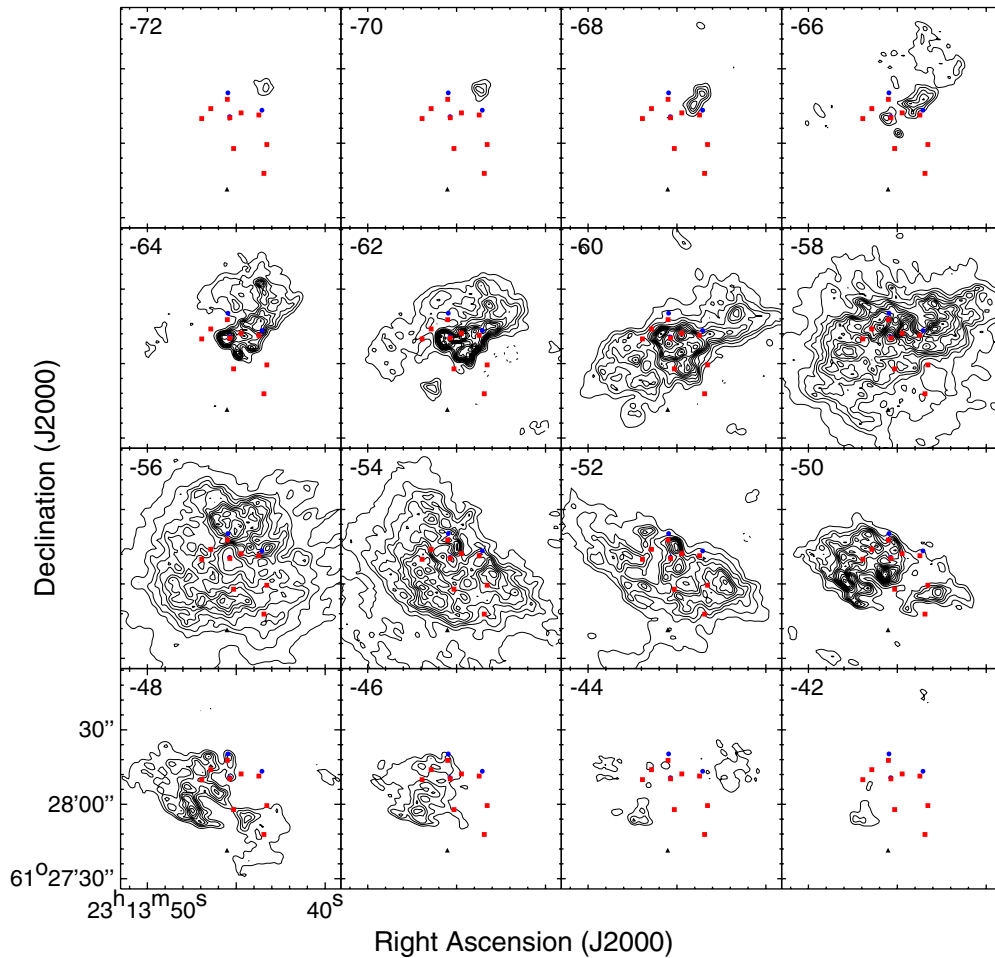 -72 -70 -68 -66
-64 -62 -60 -58
-56 -54 -52 -50
-48 -46 -44 -42
30’’
28’00’’
61°27’30’’
23ʰ13ᵐ50ˢ 40ˢ
Declination (J2000)
Right Ascension (J2000)